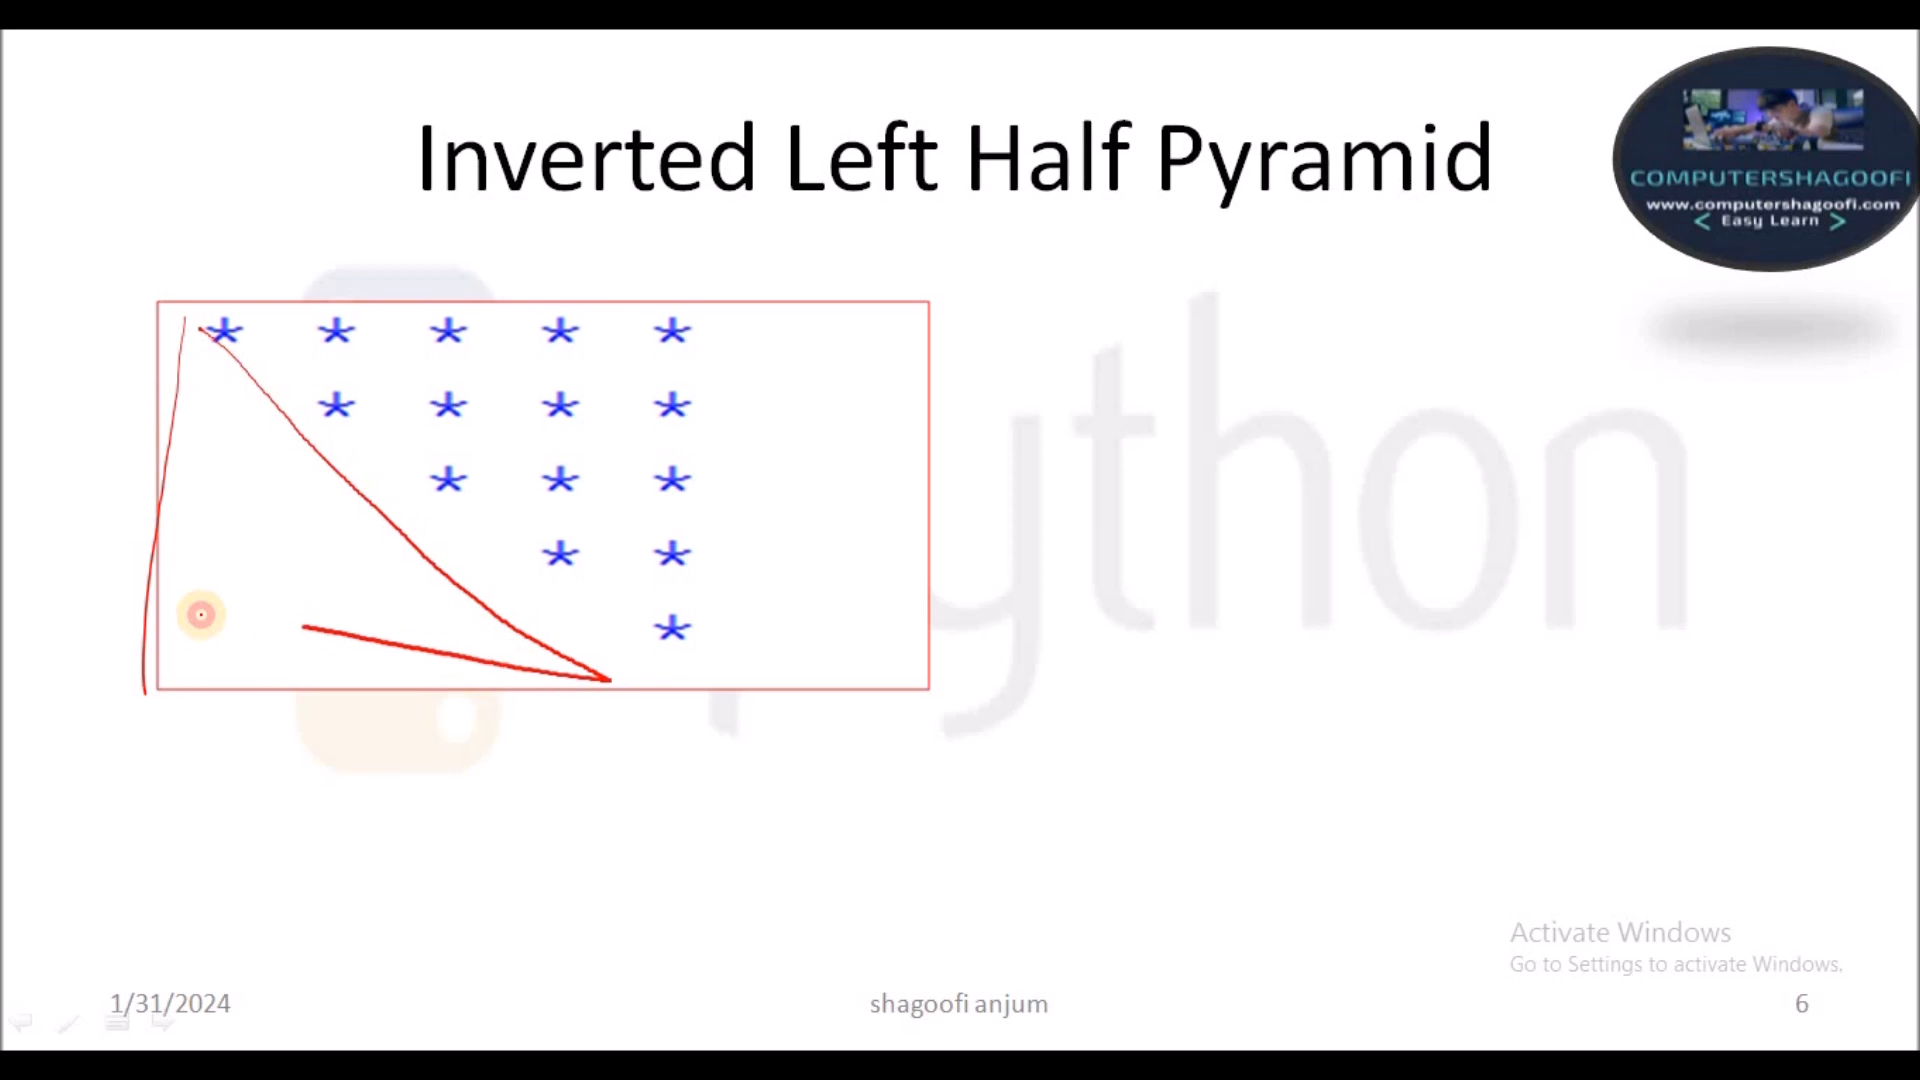 Inverted Left Half Pyramid
COMPUTERSHAGOOFI
www.computershagoofi.com
< Easy Learn >
* * * * *
* * * *
* * *
* *
*
ython
Activate Windows
Go to Settings to activate Windows.
1/31/2024
shagoofi anjum
6